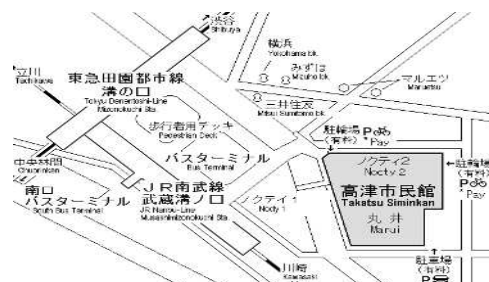 渋谷
Shibuya
横浜
Yokohama bk.
みずほ
Mizuho bk.
立川
Tachikawa
東急田園都市線
溝の口
Tokyu Denentoshi-Line
Mizonokuchi Sta.
マルエツ
Maruetsu
三井住友
Mitsui Sumitomo bk.
歩行者用デッキ
Pedestrian Deck
駐輪場
(有料)
P
Pay
バスターミナル
Bus Terminal
中央林間
Chuorinkan
ノクティ2
Nocty 2
駐輪場
(有料)
P
Pay
南口
バスターミナル
South Bus Terminal
JR南武線
武蔵溝ノ口
JR Nanbu-Line
Musashimizonokuchi Sta.
ノクティ1
Nocty 1
高津市民館
Takatsu Siminkan
丸井
Marui
川崎
Kawasaki
駐車場
(有料)
P